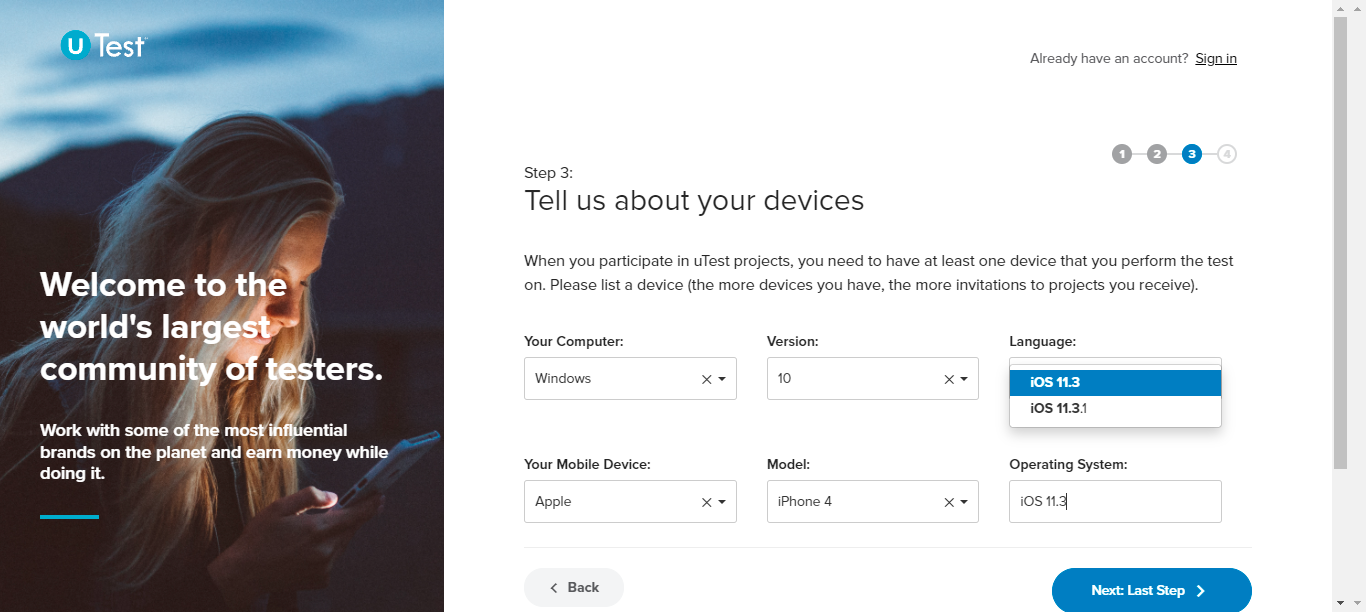 uTest
Already have an account? Sign in
1 2 3 4
Step 3:
Tell us about your devices
Welcome to the
world's largest
community of testers.
Work with some of the most influential
brands on the planet and earn money while
doing it.
When you participate in uTest projects, you need to have at least one device that you perform the test
on. Please list a device (the more devices you have, the more invitations to projects you receive).
Your Computer: Version: Language:
Windows 10
iOS 11.3
iOS 11.3.1
Your Mobile Device: Model: Operating System:
Apple iPhone 4 iOS 11.3
Back Next: Last Step